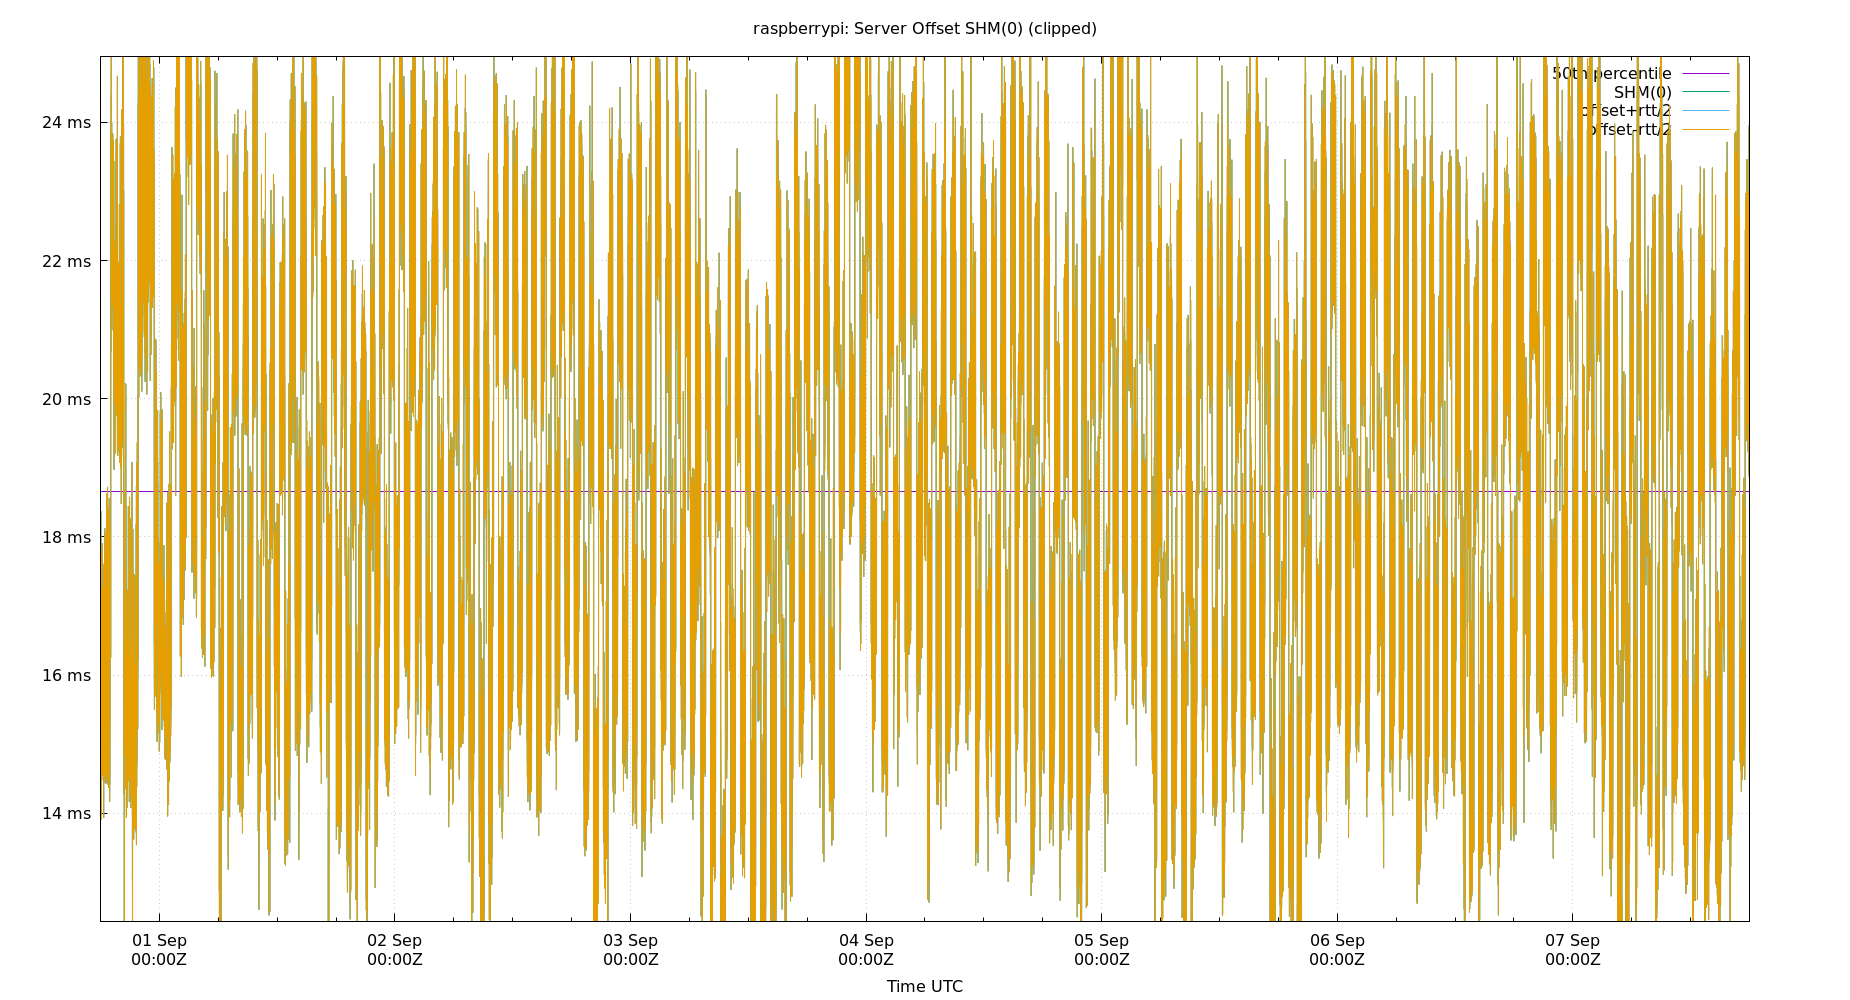 raspberrypi: Server Offset SHM(0) (clipped)
50th percentile
SHM(0)
offset+rtt/2
offset-rtt/2
24 ms
22 ms
20 ms
18 ms
16 ms
14 ms
01 Sep 02 Sep 03 Sep 04 Sep 05 Sep 06 Sep 07 Sep
00:00Z 00:00Z 00:00Z 00:00Z 00:00Z 00:00Z 00:00Z
Time UTC